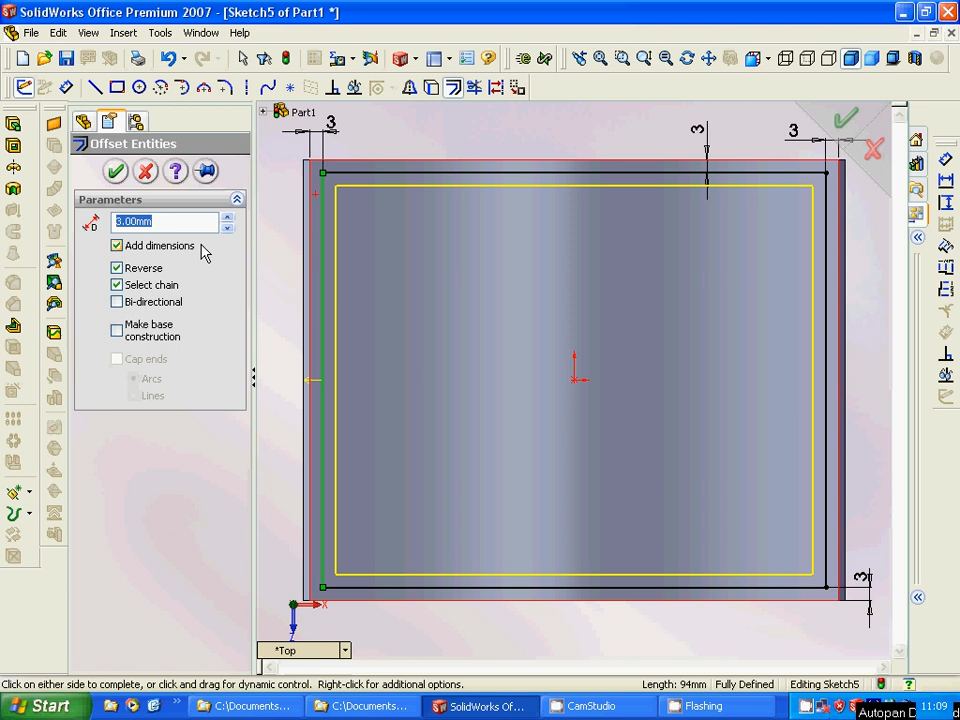 SolidWorks Office Premium 2007 - [Sketch5 of Part1 *]
File Edit View Insert Tools Window Help
Part1
Offset Entities
Parameters
3.00mm
Add dimensions
Reverse
Select chain
Bi-directional
Make base
construction
Cap ends
Arcs
Lines
3
3
3
3
X
Z
*Top
Click on either side to complete, or click and drag for dynamic control. Right-click for additional options.
Length: 94mm Fully Defined Editing Sketch5
Start C:\Documents... C:\Documents... SolidWorks Of... CamStudio Flashing 11:09
Autopan D